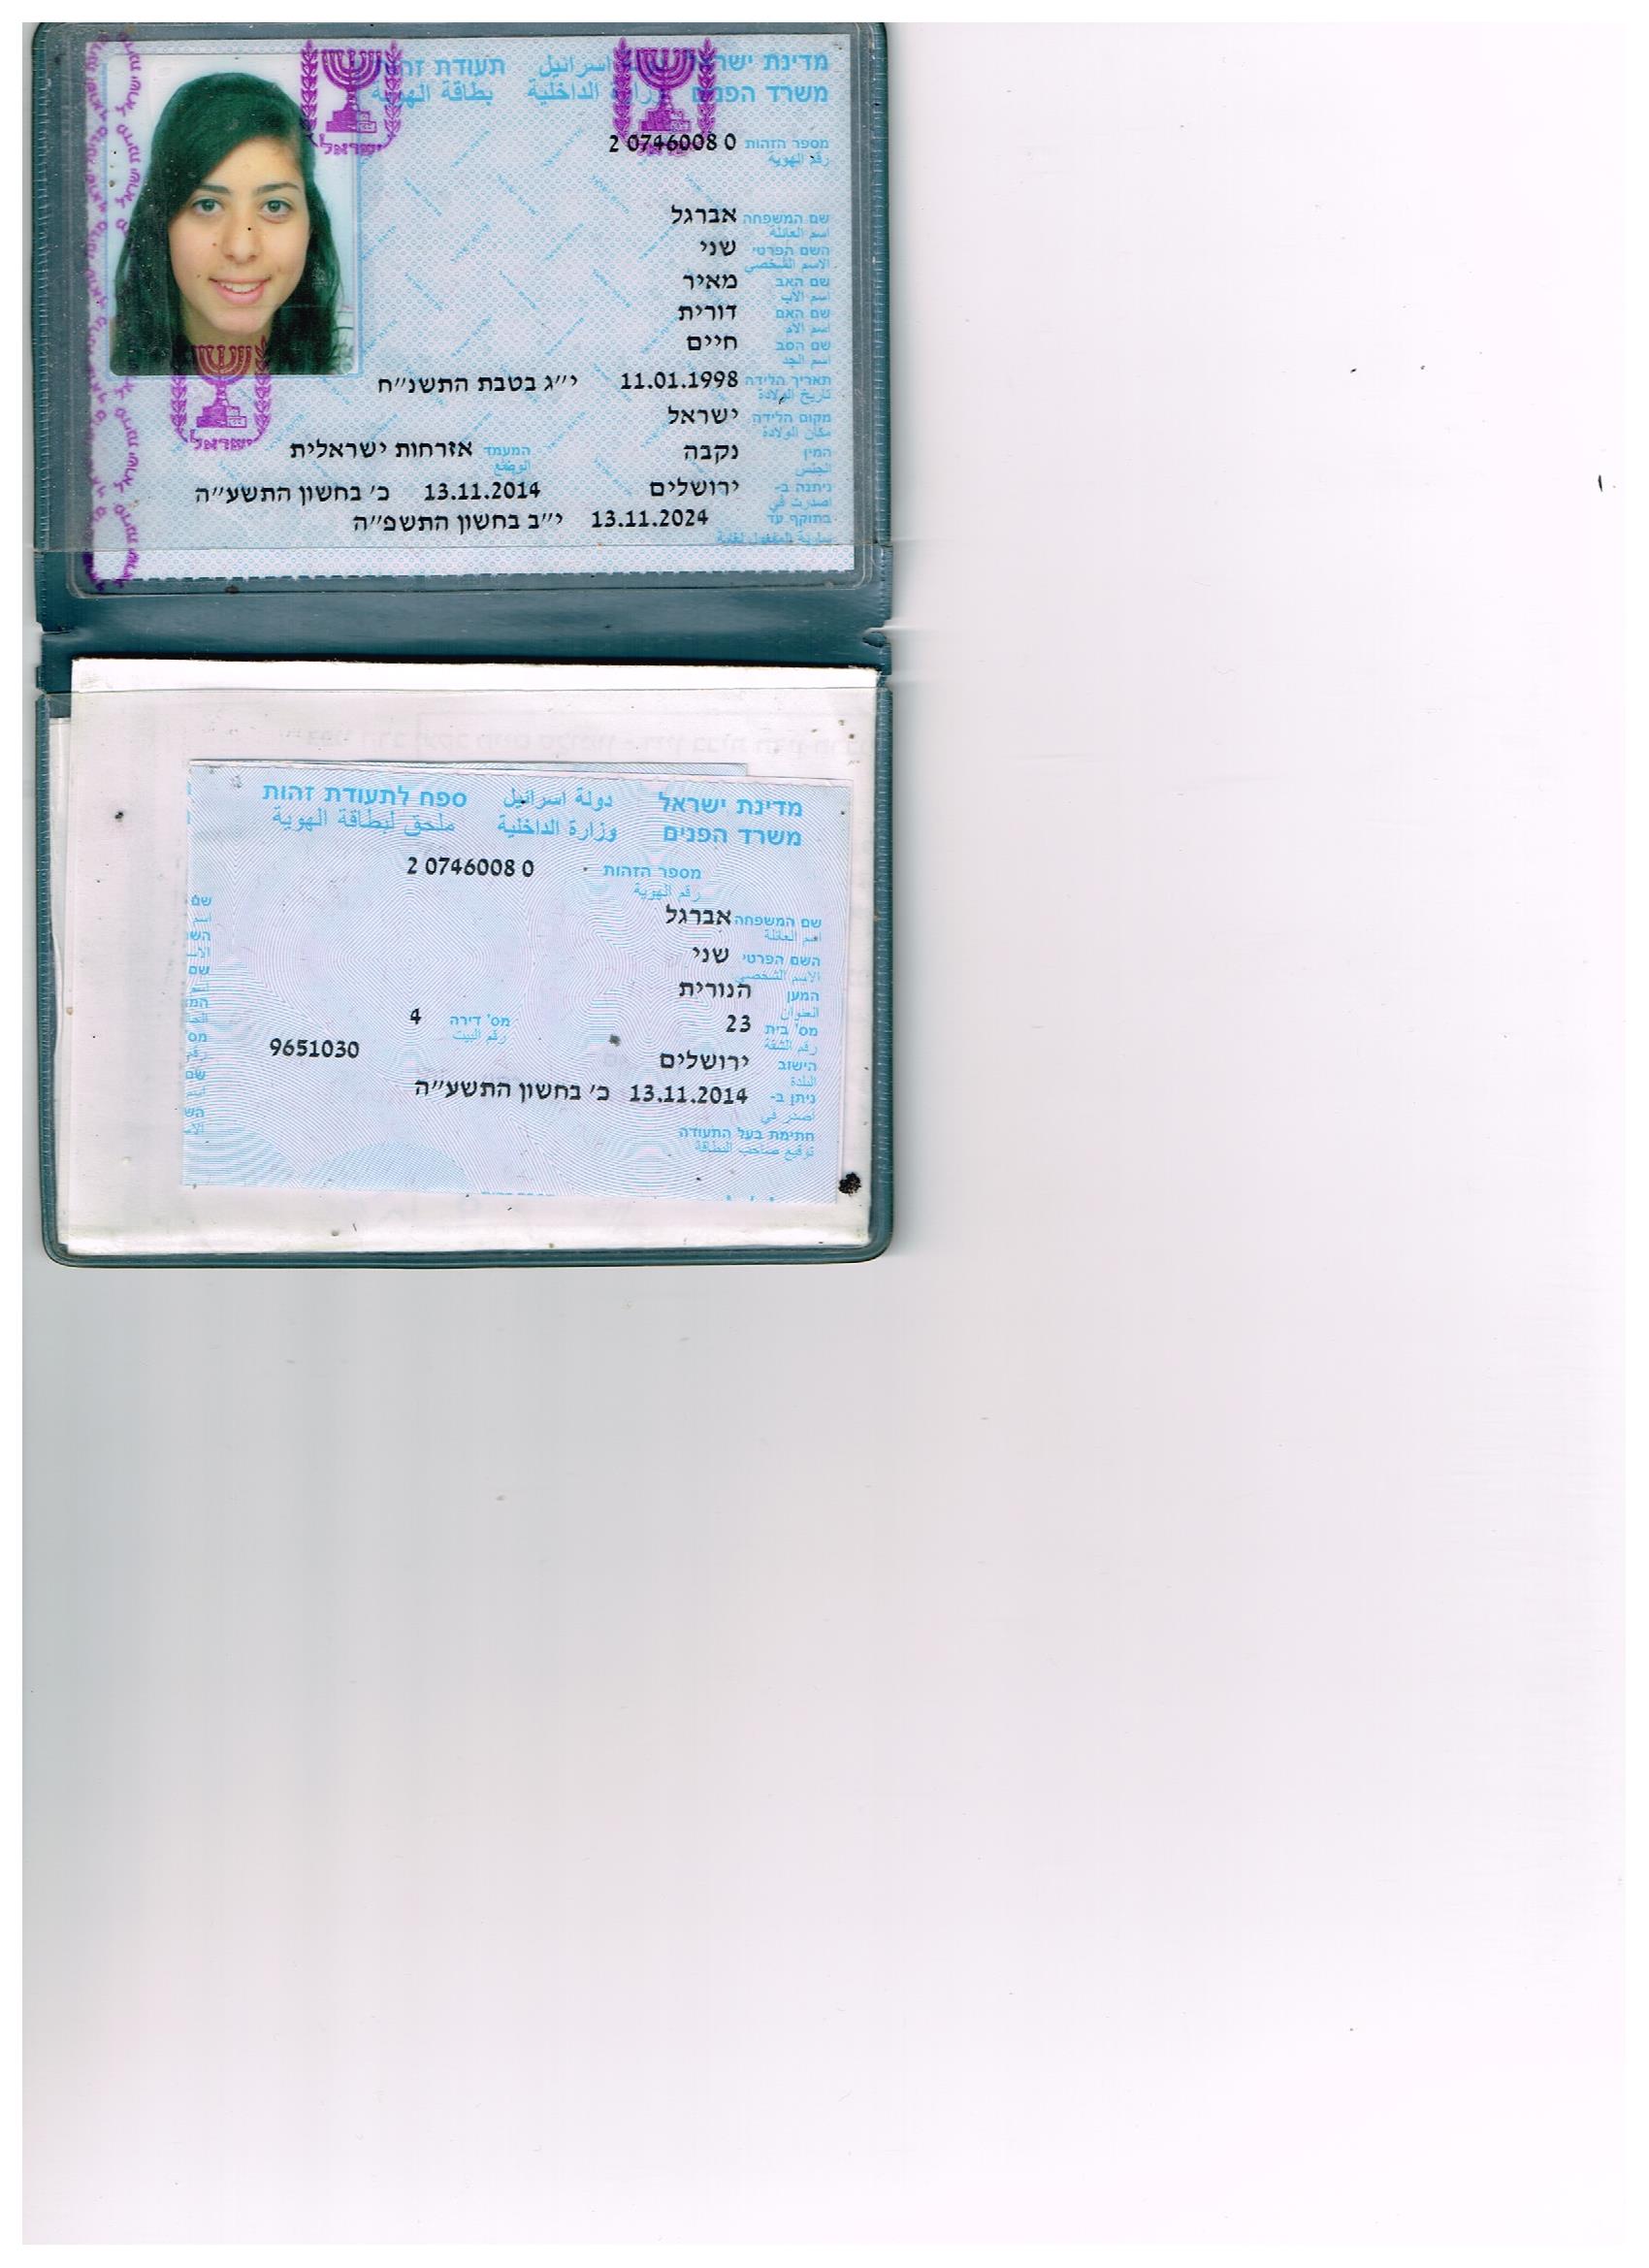 מדינת ישראל دولة اسرائيل תעודת זהות
משרד הפנים وزارة الداخلية بطاقة الهوية
מספר הזהות 2 0746008 0
رقم الهوية
שם המשפחה אברגל
اسم العائلة
השם הפרטי שני
الاسم الشخصي
שם האב מאיר
اسم الاب
שם האם דורית
اسم الام
שם הסב חיים
اسم الجد
תאריך הלידה 11.01.1998 י״ג בטבת התשנ״ח
تاريخ الولادة
מקום הלידה ישראל
مكان الولادة
המין נקבה המעמד אזרחות ישראלית
الجنس الوضع
ניתנה ב- ירושלים 13.11.2014 כ׳ בחשון התשע״ה
اصدرت في
בתוקף עד 13.11.2024 י״ב בחשון התשפ״ה
سارية المفعول لغاية
ישראל
ישראל
ישראל
מדינת ישראל دولة اسرائيل ספח לתעודת זהות
משרד הפנים وزارة الداخلية ملحق لبطاقة الهوية
מספר הזהות 2 0746008 0
رقم الهوية
שם המשפחה אברגל
اسم العائلة
השם הפרטי שני
الاسم الشخصي
המען הנורית
العنوان
מס' בית 23 מס' דירה 4
رقم الشقة رقم البيت
הישוב ירושלים 9651030
البلدة
ניתן ב- 13.11.2014 כ׳ בחשון התשע״ה
اصدر في
חתימת בעל התעודה
توقيع صاحب البطاقة